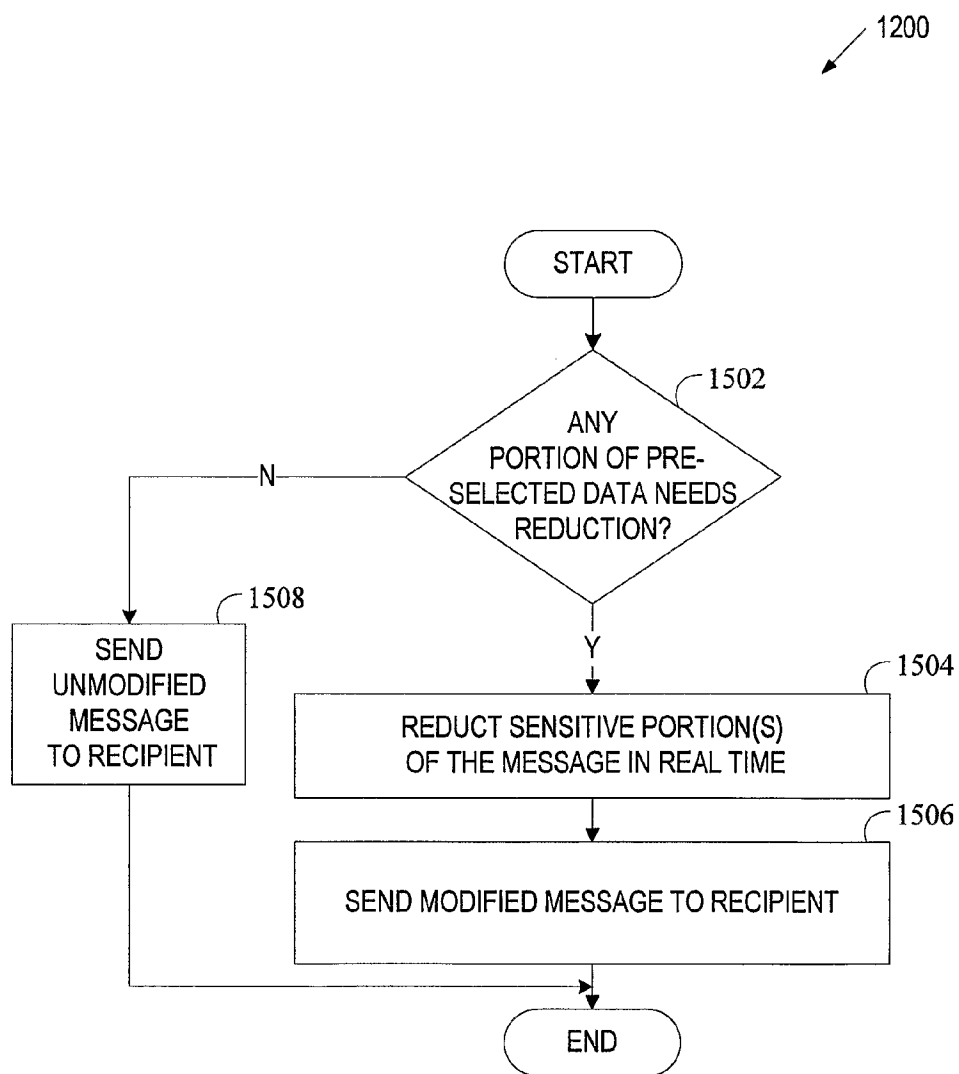 1200
START
1502
ANY
PORTION OF PRE-
SELECTED DATA NEEDS
REDUCTION?
N
1508
SEND
UNMODIFIED
MESSAGE
TO RECIPIENT
Y
1504
REDUCT SENSITIVE PORTION(S)
OF THE MESSAGE IN REAL TIME
1506
SEND MODIFIED MESSAGE TO RECIPIENT
END